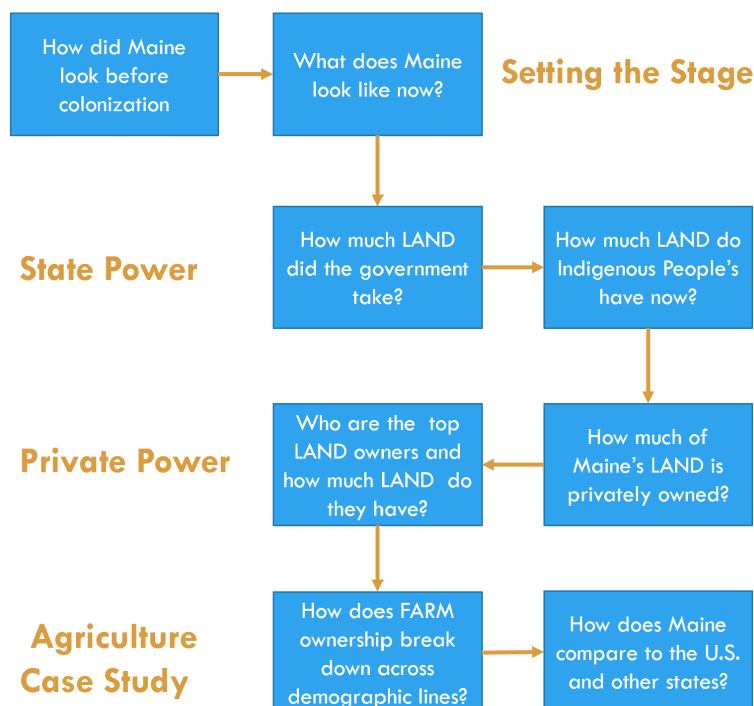 How did Maine
look before
colonization
What does Maine
look like now?
Setting the Stage
State Power
How much LAND
did the government
take?
How much LAND do
Indigenous People's
have now?
Private Power
Who are the  top
LAND owners and
how much LAND  do
they have?
How much of
Maine's LAND is
privately owned?
Agriculture
Case Study
How does FARM
ownership break
down across
demographic lines?
How does Maine
compare to the U.S.
and other states?